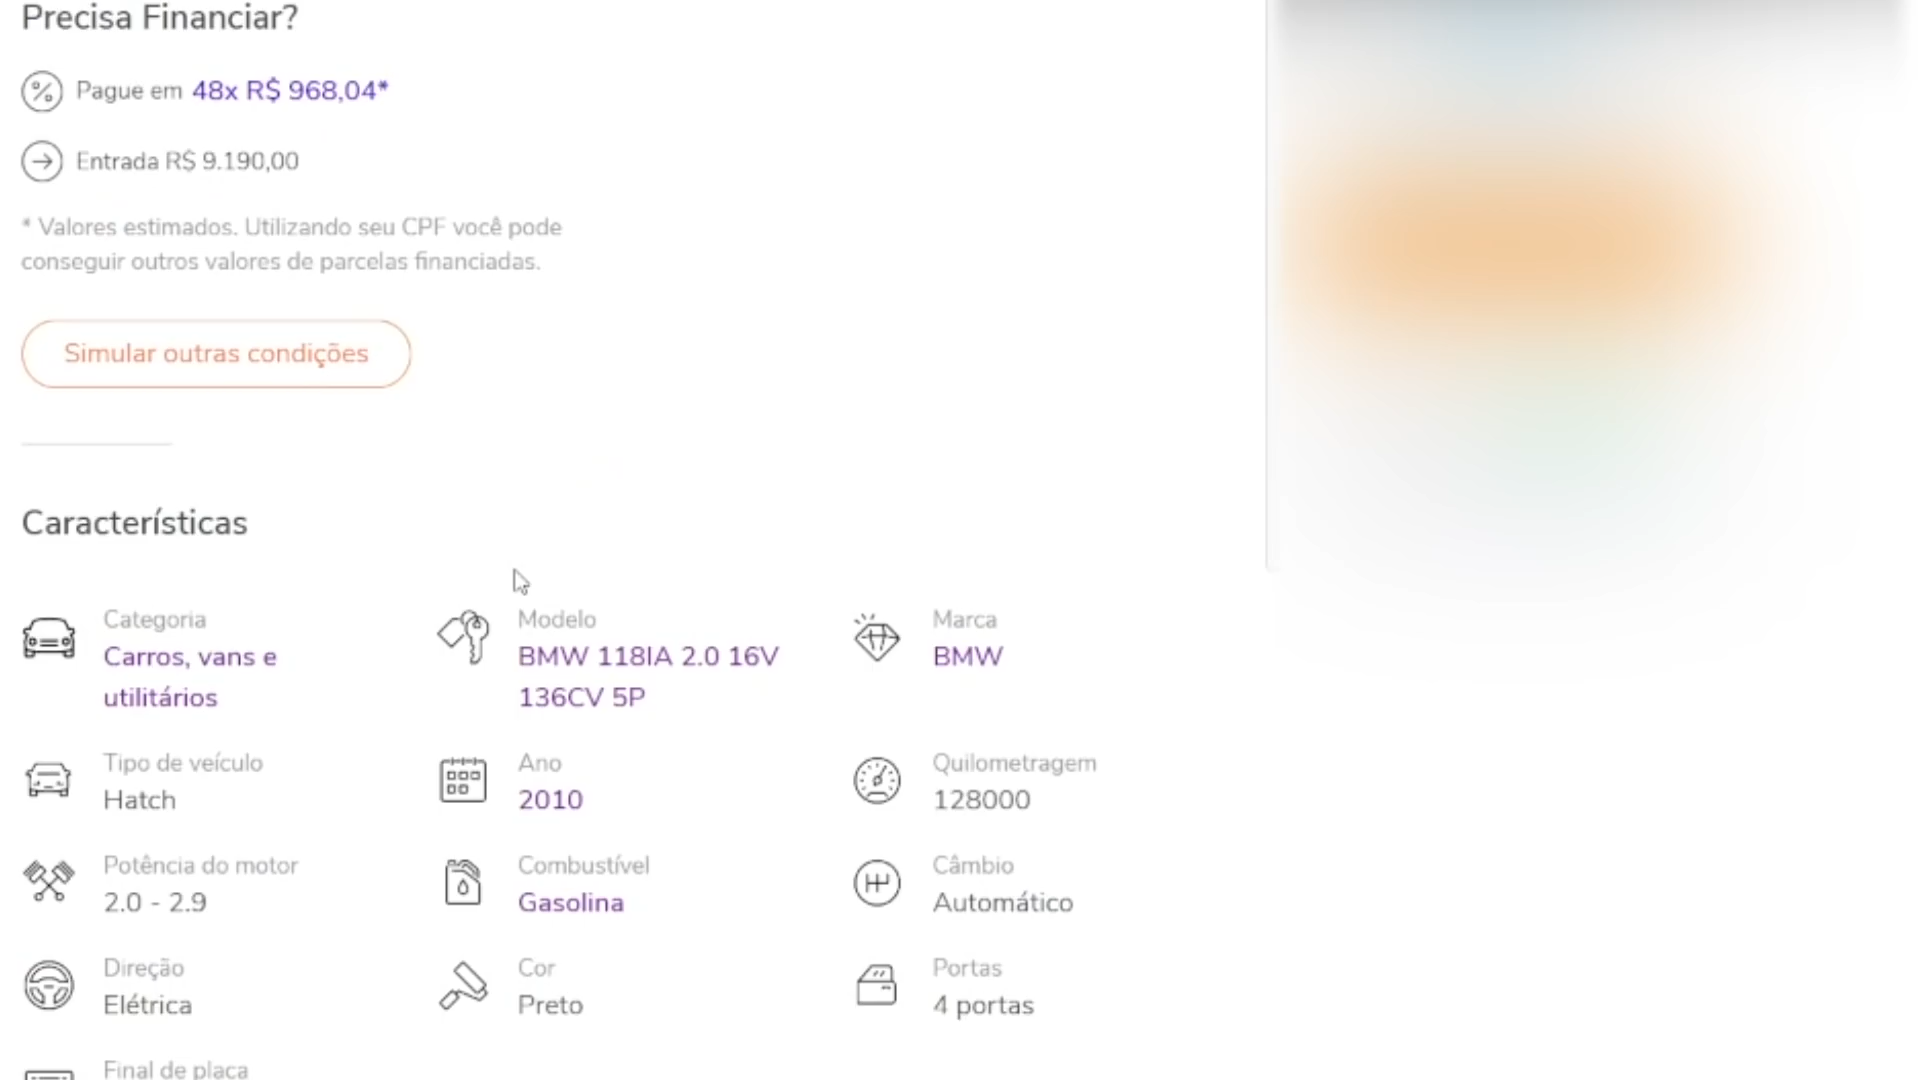 Precisa Financiar?
Pague em 48x R$ 968,04*
Entrada R$ 9.190,00
* Valores estimados. Utilizando seu CPF você pode
conseguir outros valores de parcelas financiadas.
Simular outras condições
Características
Categoria
Carros, vans e
utilitários
Modelo
BMW 118IA 2.0 16V
136CV 5P
Marca
BMW
Tipo de veículo
Hatch
Ano
2010
Quilometragem
128000
Potência do motor
2.0 - 2.9
Combustível
Gasolina
Câmbio
Automático
Direção
Elétrica
Cor
Preto
Portas
4 portas
Final de placa